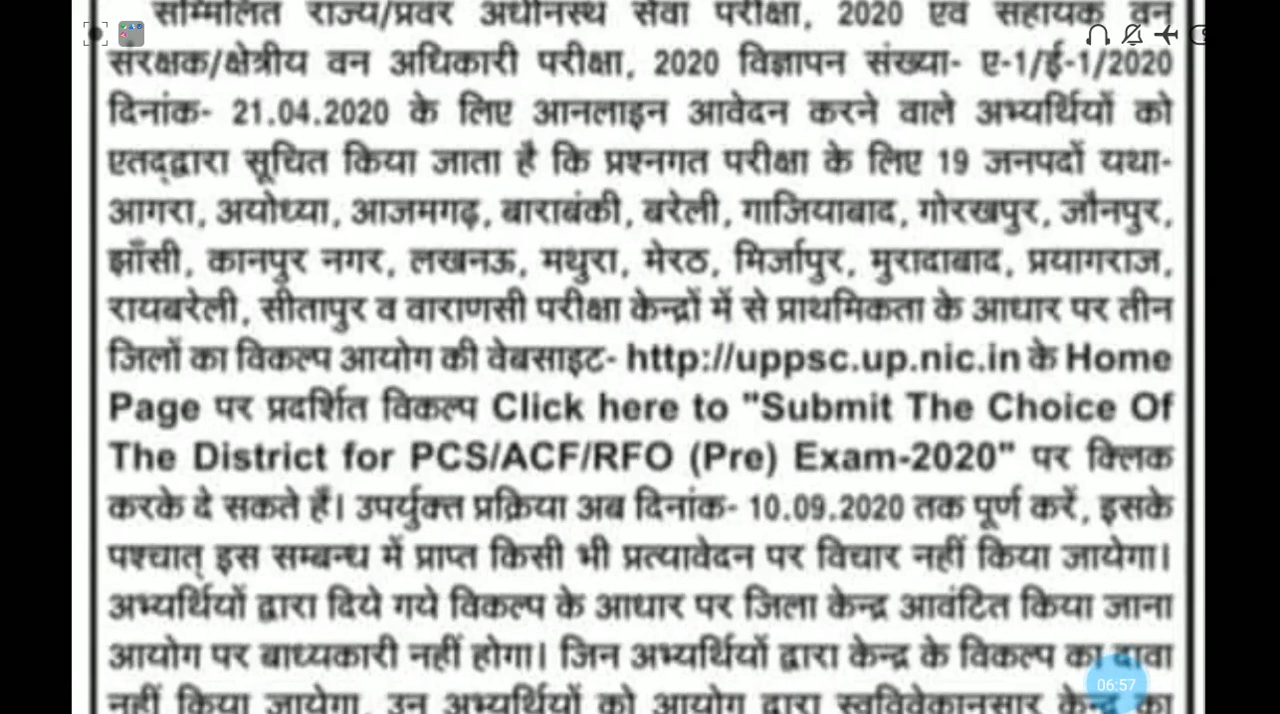 सम्मिलित राज्य/प्रवर अधीनस्थ सेवा परीक्षा, 2020 एवं सहायक वन
संरक्षक/क्षेत्रीय वन अधिकारी परीक्षा, 2020 विज्ञापन संख्या- ए-1/ई-1/2020
दिनांक- 21.04.2020 के लिए आनलाइन आवेदन करने वाले अभ्यर्थियों को
एतद्द्वारा सूचित किया जाता है कि प्रश्नगत परीक्षा के लिए 19 जनपदों यथा-
आगरा, अयोध्या, आजमगढ़, बाराबंकी, बरेली, गाजियाबाद, गोरखपुर, जौनपुर,
झाँसी, कानपुर नगर, लखनऊ, मथुरा, मेरठ, मिर्जापुर, मुरादाबाद, प्रयागराज,
रायबरेली, सीतापुर व वाराणसी परीक्षा केन्द्रों में से प्राथमिकता के आधार पर तीन
जिलों का विकल्प आयोग की वेबसाइट- http://uppsc.up.nic.in के Home
Page पर प्रदर्शित विकल्प Click here to "Submit The Choice Of
The District for PCS/ACF/RFO (Pre) Exam-2020" पर क्लिक
करके दे सकते हैं। उपर्युक्त प्रक्रिया अब दिनांक- 10.09.2020 तक पूर्ण करें, इसके
पश्चात् इस सम्बन्ध में प्राप्त किसी भी प्रत्यावेदन पर विचार नहीं किया जायेगा।
अभ्यर्थियों द्वारा दिये गये विकल्प के आधार पर जिला केन्द्र आवंटित किया जाना
आयोग पर बाध्यकारी नहीं होगा। जिन अभ्यर्थियों द्वारा केन्द्र के विकल्प का दावा
नहीं किया जायेगा, उन अभ्यर्थियों को आयोग द्वारा स्वविवेकानुसार केन्द्र का
06:57